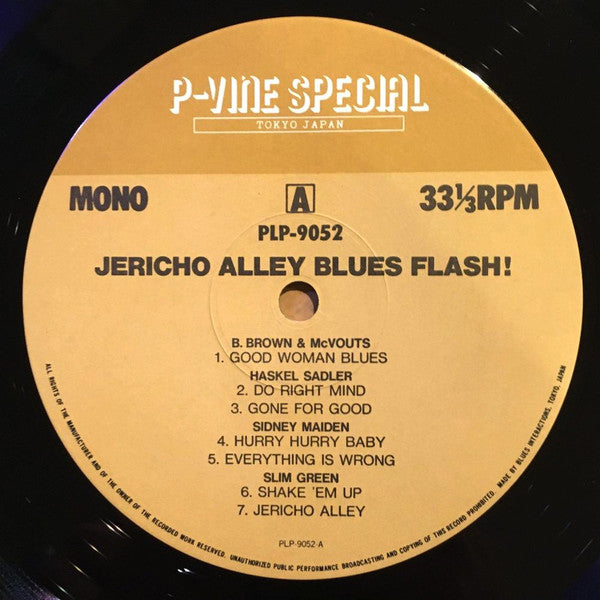 P-VINE SPECIAL
TOKYO JAPAN
MONO A 33⅓RPM
PLP-9052
JERICHO ALLEY BLUES FLASH!
B. BROWN & McVOUTS
1. GOOD WOMAN BLUES
HASKEL SADLER
2. DO RIGHT MIND
3. GONE FOR GOOD
SIDNEY MAIDEN
4. HURRY HURRY BABY
5. EVERYTHING IS WRONG
SLIM GREEN
6. SHAKE 'EM UP
7. JERICHO ALLEY
PLP-9052-A
ALL RIGHTS OF THE MANUFACTURER AND OF THE OWNER OF THE RECORDED WORK RESERVED. UNAUTHORIZED PUBLIC PERFORMANCE BROADCASTING AND COPYING OF THIS RECORD PROHIBITED. MADE BY BLUES INTERACTIONS, TOKYO, JAPAN